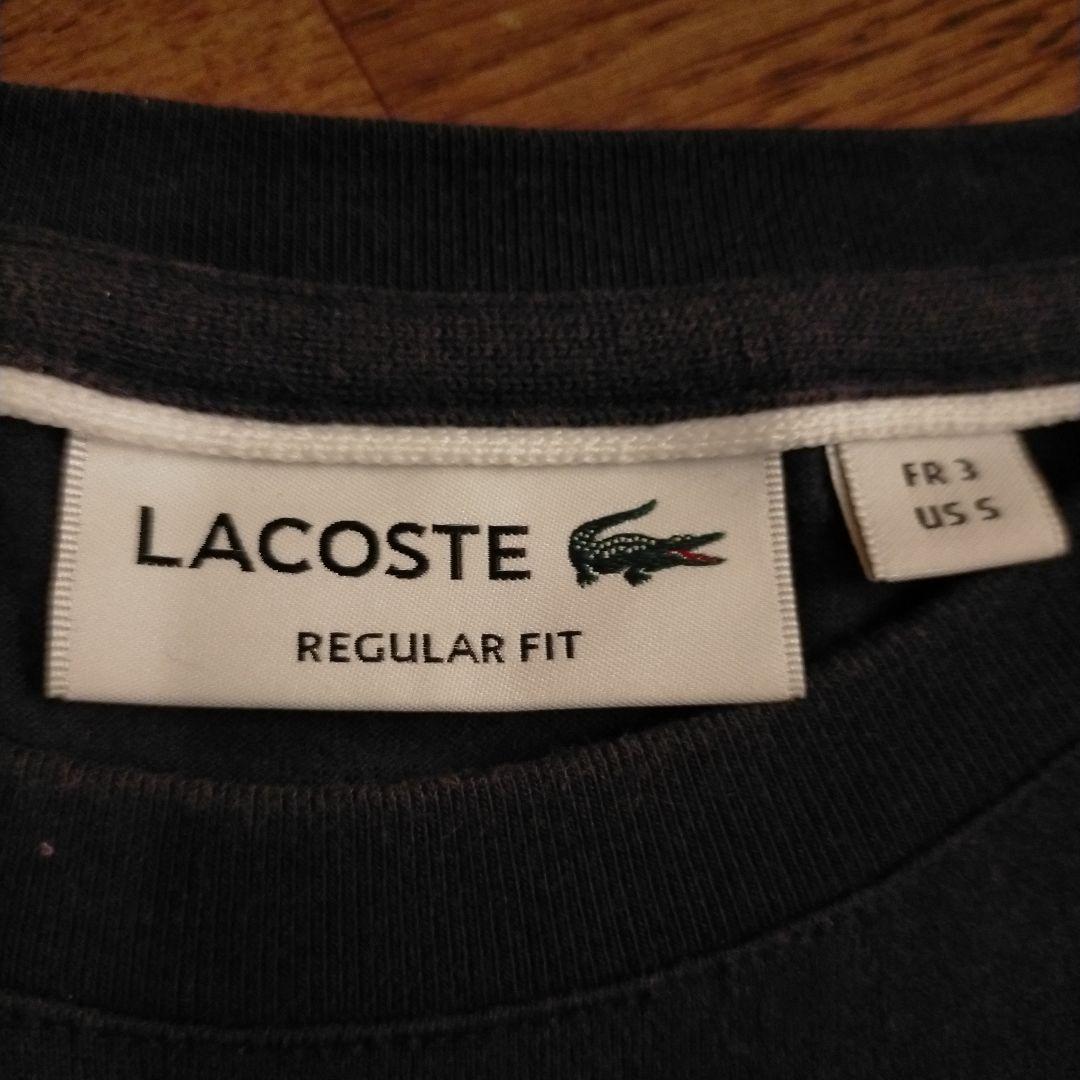 LACOSTE
REGULAR FIT
FR 3
US S